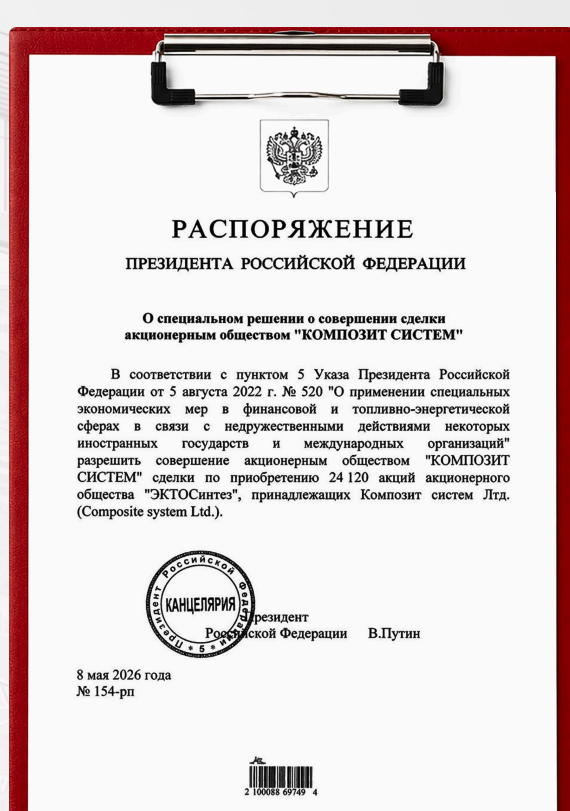 РАСПОРЯЖЕНИЕ
ПРЕЗИДЕНТА РОССИЙСКОЙ ФЕДЕРАЦИИ
О специальном решении о совершении сделки
акционерным обществом "КОМПОЗИТ СИСТЕМ"
В соответствии с пунктом 5 Указа Президента Российской
Федерации от 5 августа 2022 г. № 520 "О применении специальных
экономических мер в финансовой и топливно-энергетической
сферах в связи с недружественными действиями некоторых
иностранных государств и международных организаций"
разрешить совершение акционерным обществом "КОМПОЗИТ
СИСТЕМ" сделки по приобретению 24 120 акций акционерного
общества "ЭКТОСинтез", принадлежащих Композит систем Лтд.
(Composite system Ltd.).
Президент Российской Федерации * 5 *
КАНЦЕЛЯРИЯ
Президент
Российской Федерации В.Путин
8 мая 2026 года
№ 154-рп
2 100088 69749 4